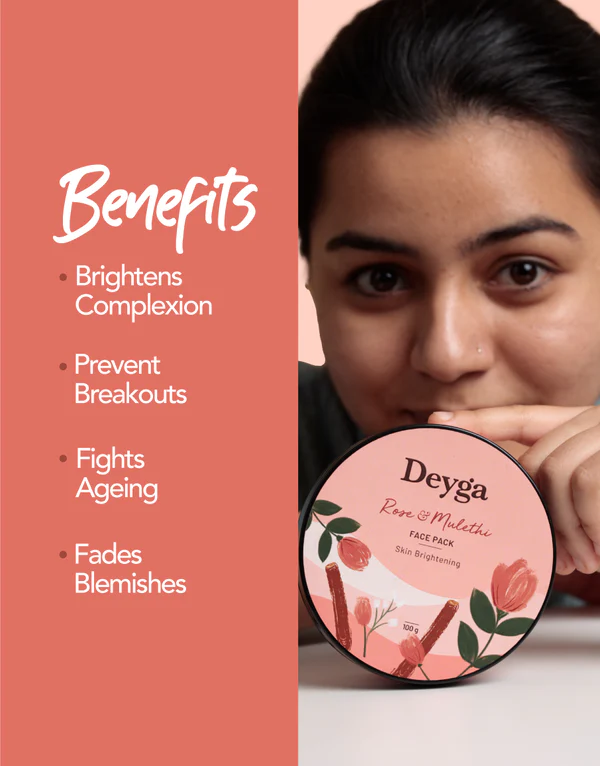 Benefits
Brightens
Complexion
Prevent
Breakouts
Fights
Ageing
Fades
Blemishes
Deyga
Rose & Mulethi
FACE PACK
Skin Brightening
100 g